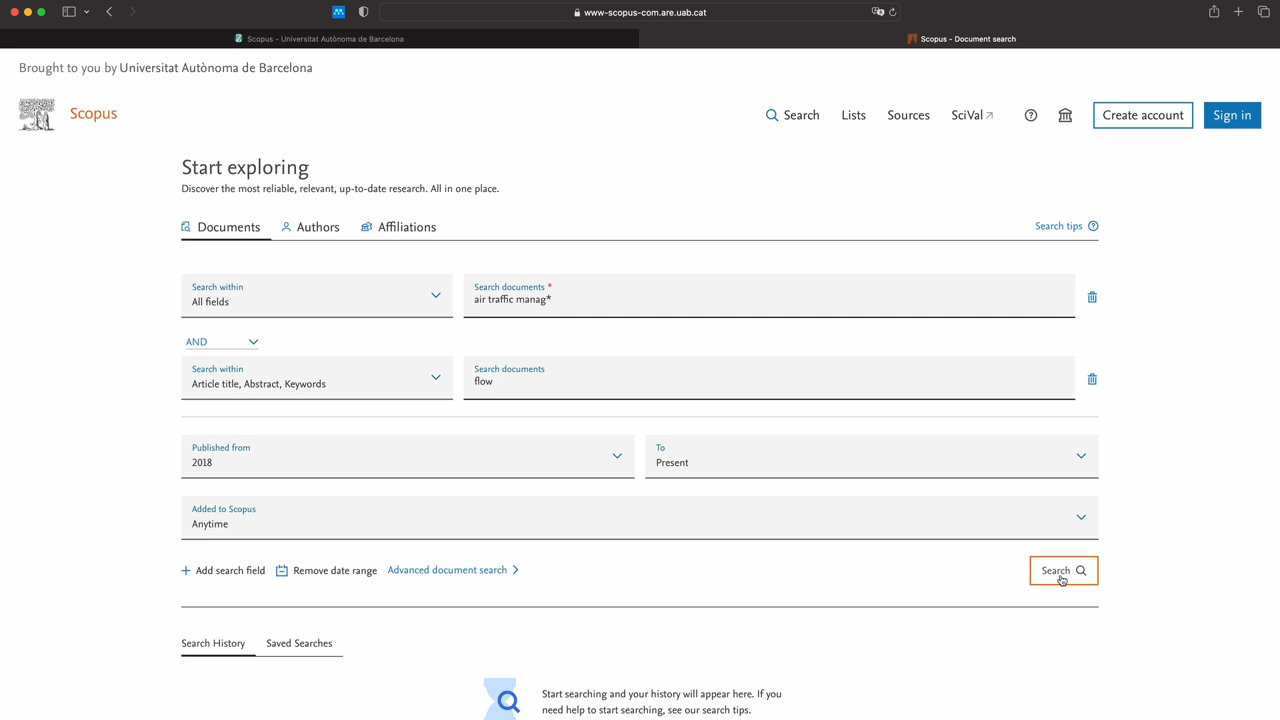 www-scopus-com.are.uab.cat
Scopus - Universitat Autònoma de Barcelona
Scopus - Document search
Brought to you by Universitat Autònoma de Barcelona
Scopus
Search
Lists
Sources
SciVal
Create account
Sign in
Start exploring
Discover the most reliable, relevant, up-to-date research. All in one place.
Documents
Authors
Affiliations
Search tips
Search within
All fields
Search documents *
air traffic manag*
AND
Search within
Article title, Abstract, Keywords
Search documents
flow
Published from
2018
To
Present
Added to Scopus
Anytime
Add search field
Remove date range
Advanced document search
Search
Search History
Saved Searches
Start searching and your history will appear here. If you
need help to start searching, see our search tips.